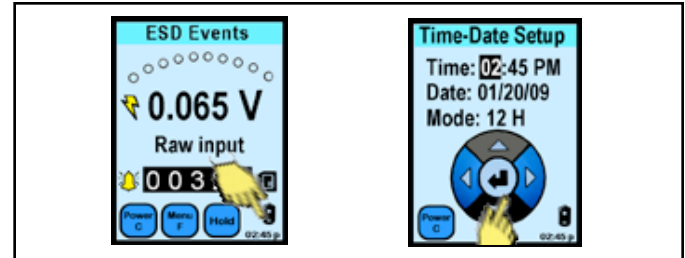 ESD Events
0.065 V
Raw input
003
Power C
Menu F
Hold
02:45 p
Time-Date Setup
Time: 02:45 PM
Date: 01/20/09
Mode: 12 H
Power C
02:45 p